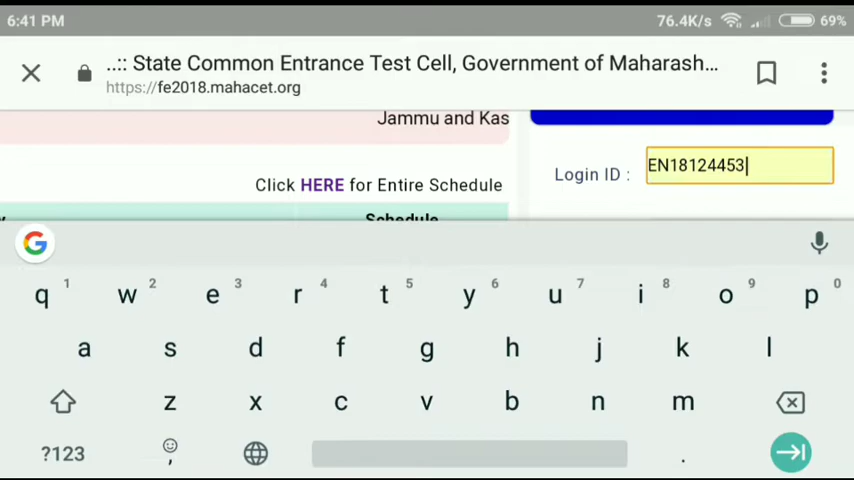 6:41 PM 76.4K/s 69%
..:: State Common Entrance Test Cell, Government of Maharash...
https://fe2018.mahacet.org
Jammu and Kas
Login ID : EN18124453
Click HERE for Entire Schedule
Schedule
q 1 w 2 e 3 r 4 t 5 y 6 u 7 i 8 o 9 p 0
a s d f g h j k l
z x c v b n m
?123 , .